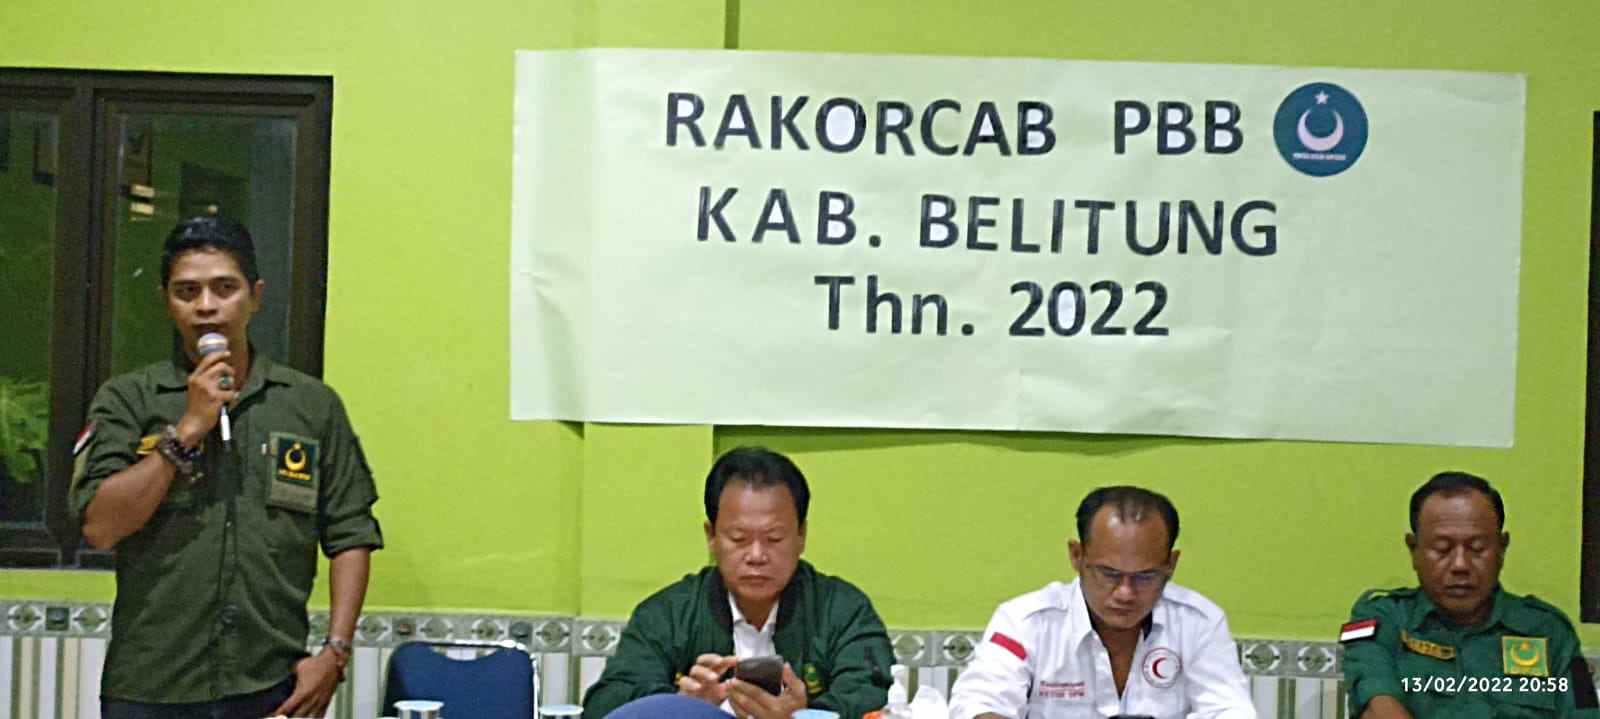 RAKORCAB PBB
KAB. BELITUNG
Thn. 2022
13/02/2022 20:58